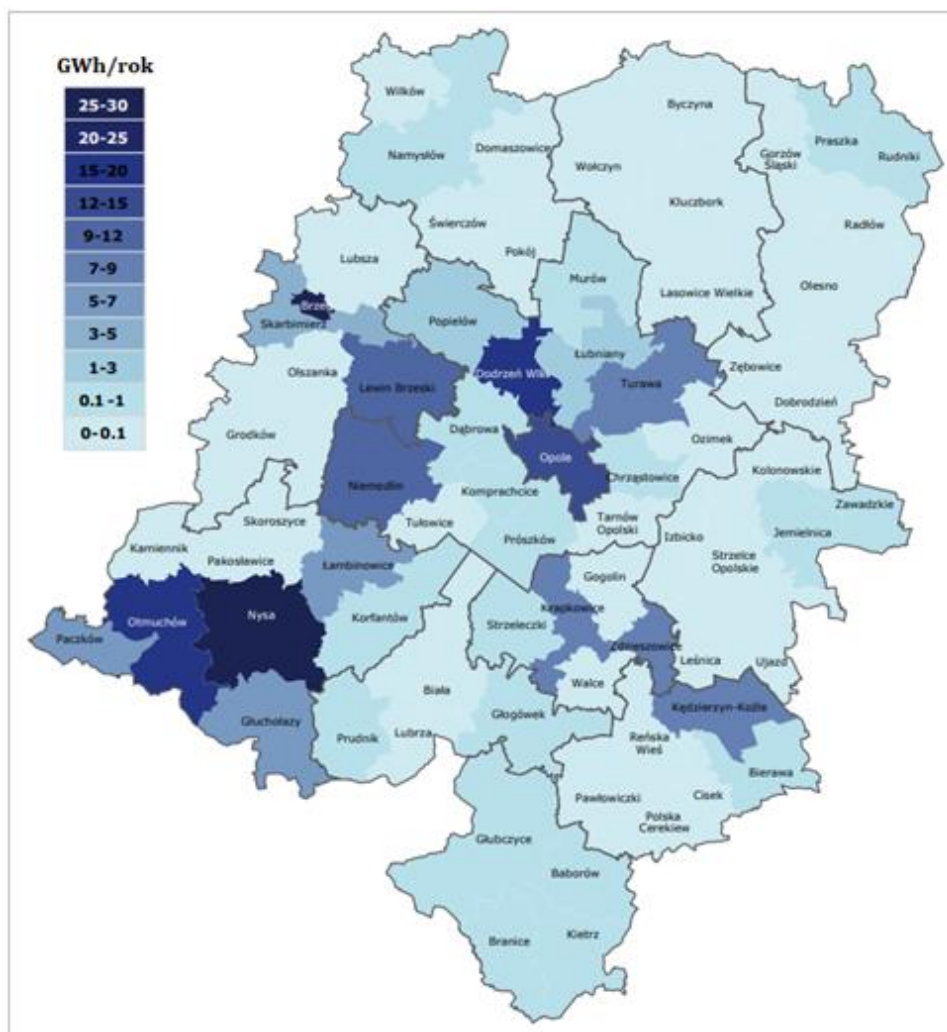 GWh/rok
25-30
20-25
15-20
12-15
9-12
7-9
5-7
3-5
1-3
0.1 -1
0-0.1
Wilków
Byczyna
Namysłów
Domaszowice
Wołczyn
Gorzów
Śląski
Praszka
Rudniki
Kluczbork
Świerczów
Radłów
Pokój
Lubsza
Murów
Lasowice Wielkie
Olesno
Brzeg
Skarbimierz
Popielów
Łubniany
Zębowice
Olszanka
Lewin Brzeski
Dodrzeń Wlk.
Turawa
Dobrodzień
Grodków
Dąbrowa
Opole
Ozimek
Kolonowskie
Niemodlin
Komprachcice
Chrząstowice
Zawadzkie
Skoroszyce
Tułowice
Tarnów
Opolski
Jemielnica
Kamiennik
Pakosławice
Prószków
Izbicko
Strzelce
Opolskie
Łambinowice
Gogolin
Otmuchów
Nysa
Korfantów
Strzeleczki
Krapkowice
Paczków
Zdzieszowice
Leśnica
Ujazd
Biała
Walce
Głuchołazy
Prudnik
Lubrza
Głogówek
Kędzierzyn-Koźle
Reńska
Wieś
Bierawa
Pawłowiczki
Cisek
Polska
Cerekiew
Głubczyce
Baborów
Branice
Kietrz